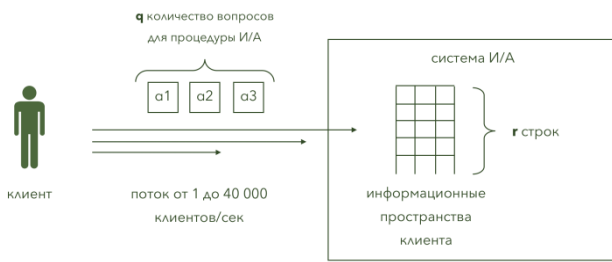 q количество вопросов
для процедуры И/А
a1 a2 a3
система И/А
r строк
клиент
поток от 1 до 40 000
клиентов/сек
информационные
пространства
клиента